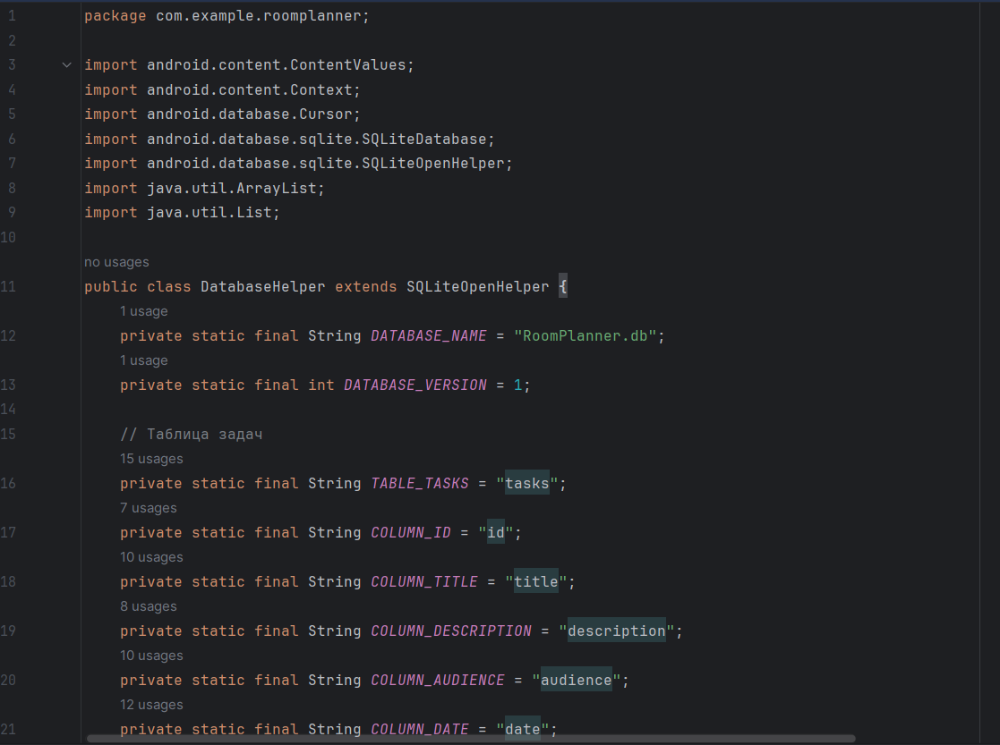 1 package com.example.roomplanner;
2
3 import android.content.ContentValues;
4 import android.content.Context;
5 import android.database.Cursor;
6 import android.database.sqlite.SQLiteDatabase;
7 import android.database.sqlite.SQLiteOpenHelper;
8 import java.util.ArrayList;
9 import java.util.List;
10
no usages
11 public class DatabaseHelper extends SQLiteOpenHelper {
1 usage
12 private static final String DATABASE_NAME = "RoomPlanner.db";
1 usage
13 private static final int DATABASE_VERSION = 1;
14
15 // Таблица задач
15 usages
16 private static final String TABLE_TASKS = "tasks";
7 usages
17 private static final String COLUMN_ID = "id";
10 usages
18 private static final String COLUMN_TITLE = "title";
8 usages
19 private static final String COLUMN_DESCRIPTION = "description";
10 usages
20 private static final String COLUMN_AUDIENCE = "audience";
12 usages
21 private static final String COLUMN_DATE = "date";